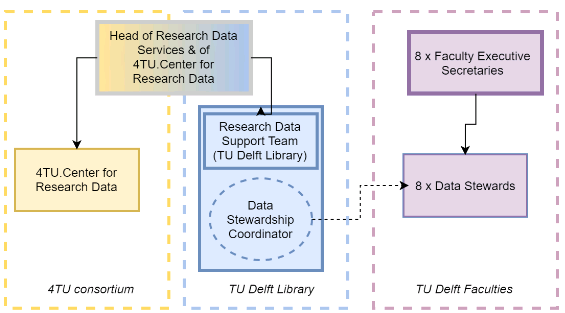 Head of Research Data
Services & of
4TU.Center for
Research Data
8 x Faculty Executive
Secretaries
Research Data
Support Team
(TU Delft Library)
4TU.Center for
Research Data
8 x Data Stewards
Data
Stewardship
Coordinator
4TU consortium
TU Delft Library
TU Delft Faculties